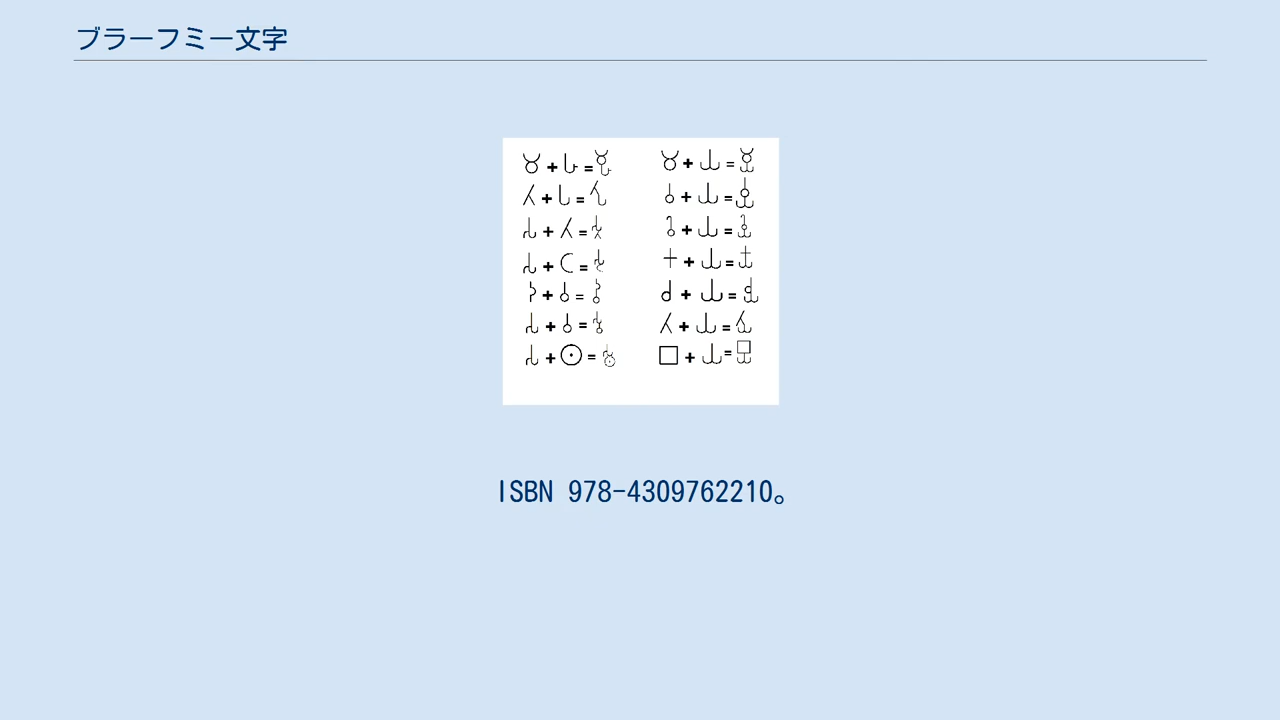 ブラーフミー文字
𑀫 + 𑀳 = 𑀫𑁆𑀳
𑀫 + 𑀬 = 𑀫𑁆𑀬
𑀢 + 𑀧 = 𑀢𑁆𑀧
𑀯 + 𑀬 = 𑀯𑁆𑀬
𑀲 + 𑀢 = 𑀲𑁆𑀢
𑀔 + 𑀬 = 𑀔𑁆𑀬
𑀲 + 𑀝 = 𑀲𑁆𑀝
𑀓 + 𑀬 = 𑀓𑁆𑀬
𑀭 + 𑀯 = 𑀭𑁆𑀯
𑀘 + 𑀬 = 𑀘𑁆𑀬
𑀲 + 𑀯 = 𑀲𑁆𑀯
𑀢 + 𑀬 = 𑀢𑁆𑀬
𑀲 + 𑀣 = 𑀲𑁆𑀣
𑀩 + 𑀬 = 𑀩𑁆𑀬
ISBN 978-4309762210。